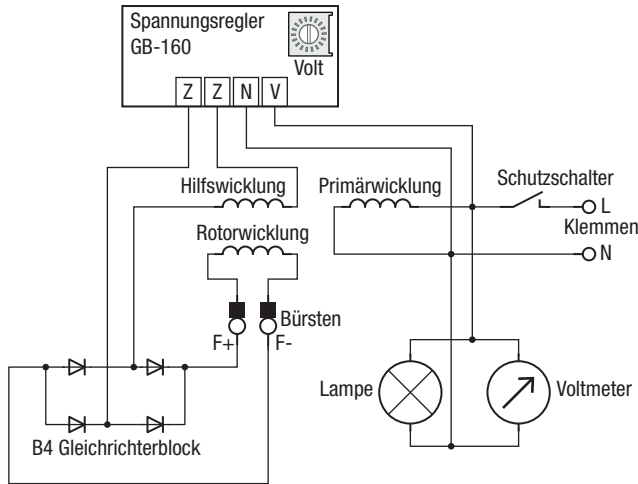 Spannungsregler
GB-160
Volt
Z Z N V
Hilfswicklung
Primärwicklung
Schutzschalter
L
Klemmen
N
Rotorwicklung
Bürsten
F+
F-
Lampe
Voltmeter
B4 Gleichrichterblock